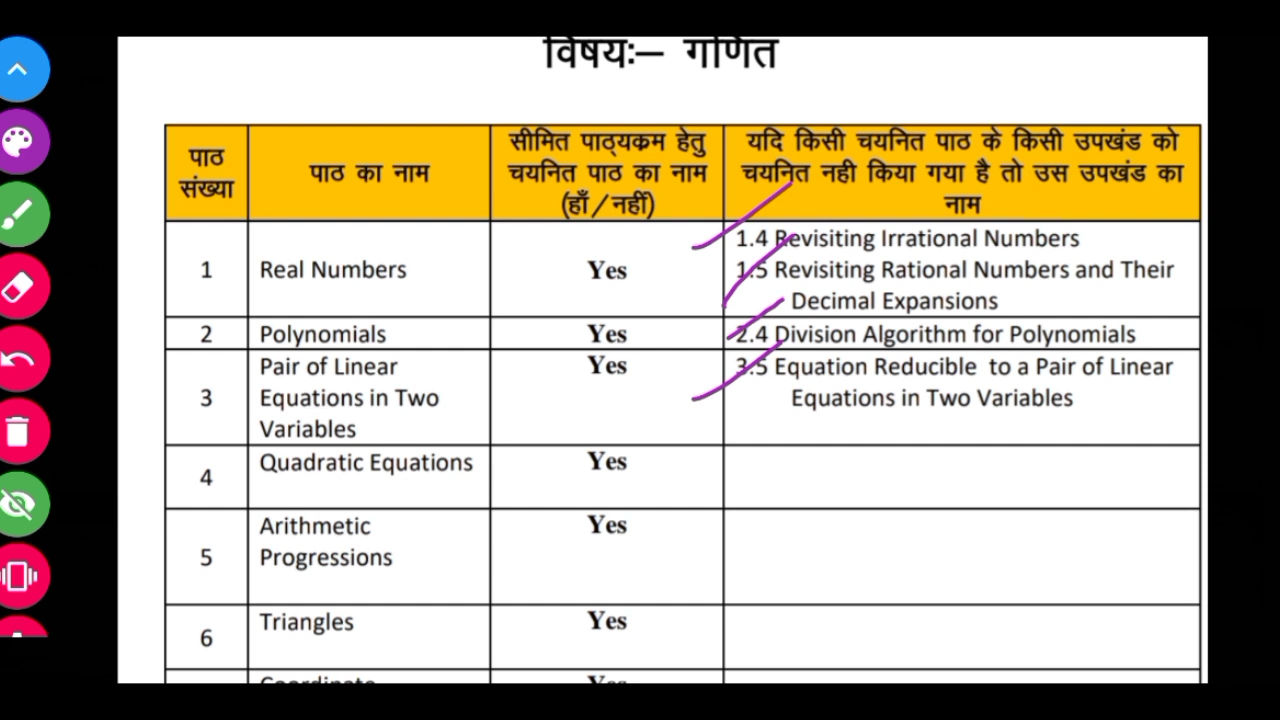 विषयः– गणित
पाठ संख्या
पाठ का नाम
सीमित पाठ्यक्रम हेतु
चयनित पाठ का नाम
(हाँ/नहीं)
यदि किसी चयनित पाठ के किसी उपखंड को
चयनित नही किया गया है तो उस उपखंड का
नाम
1
Real Numbers
Yes
1.4 Revisiting Irrational Numbers
1.5 Revisiting Rational Numbers and Their
Decimal Expansions
2
Polynomials
Yes
2.4 Division Algorithm for Polynomials
3
Pair of Linear
Equations in Two
Variables
Yes
3.5 Equation Reducible to a Pair of Linear
Equations in Two Variables
4
Quadratic Equations
Yes
5
Arithmetic
Progressions
Yes
6
Triangles
Yes
Coordinate
Yes